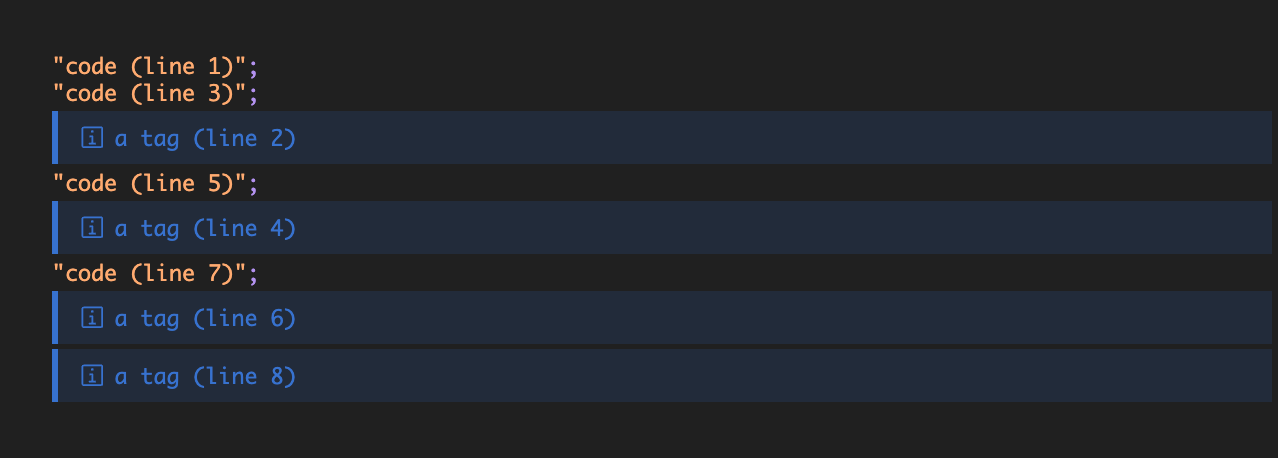 "code (line 1)";
"code (line 3)";
a tag (line 2)
"code (line 5)";
a tag (line 4)
"code (line 7)";
a tag (line 6)
a tag (line 8)